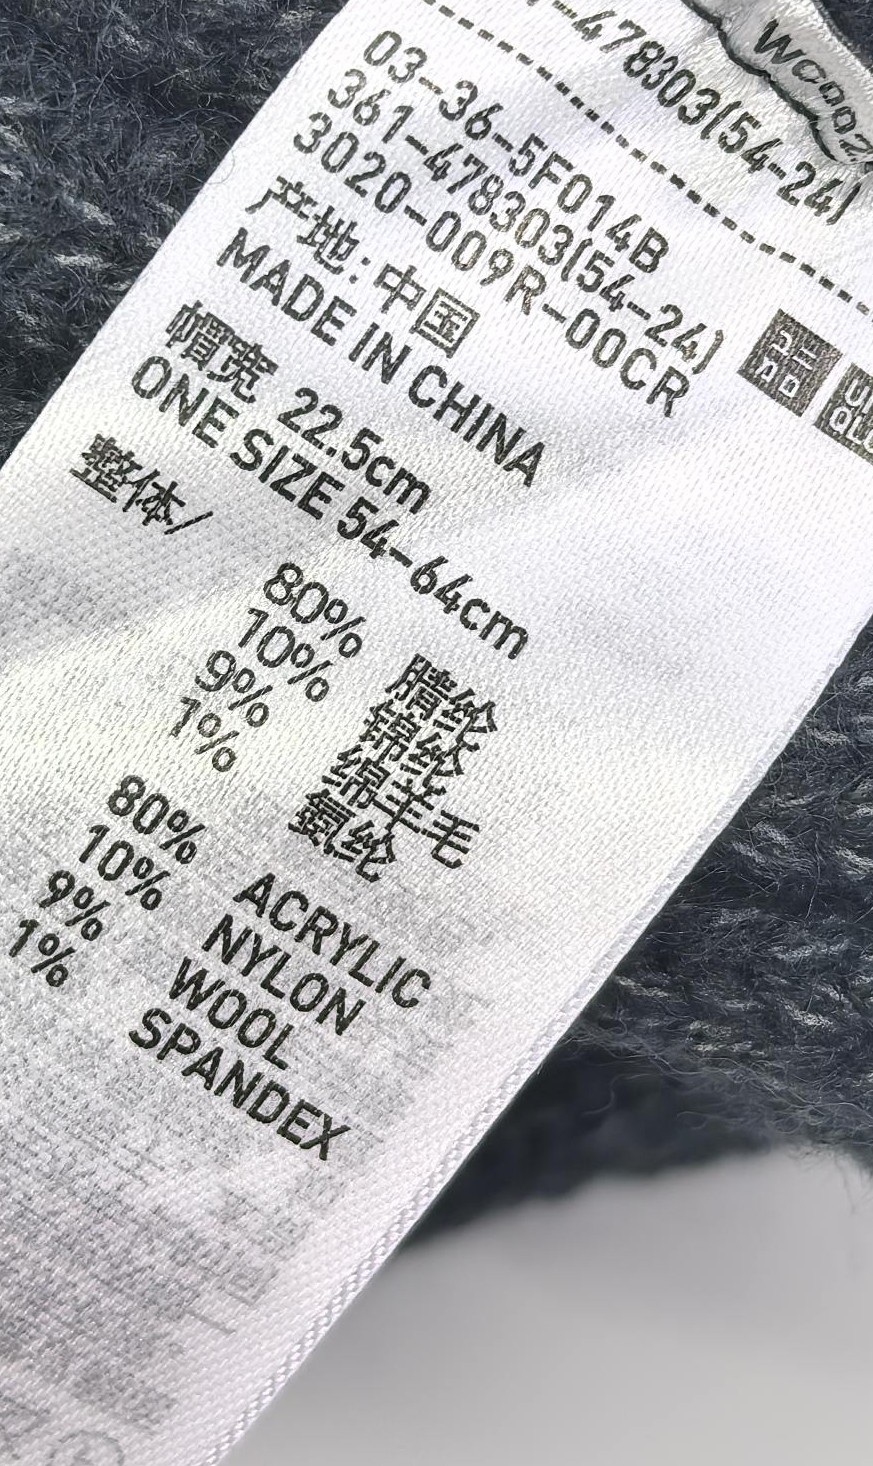 -478303(54-24)
03-36-5F014B
361-478303(54-24)
3020-009R-00CR
产地:中国
MADE IN CHINA
帽宽 22.5cm
ONE SIZE 54-64cm
整体/
80% 腈纶
10% 锦纶
9% 绵羊毛
1% 氨纶
80% ACRYLIC
10% NYLON
9% WOOL
1% SPANDEX